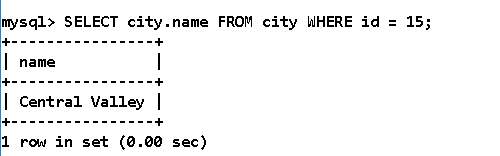 mysql> SELECT city.name FROM city WHERE id = 15;
+----------------+
| name           |
+----------------+
| Central Valley |
+----------------+
1 row in set (0.00 sec)